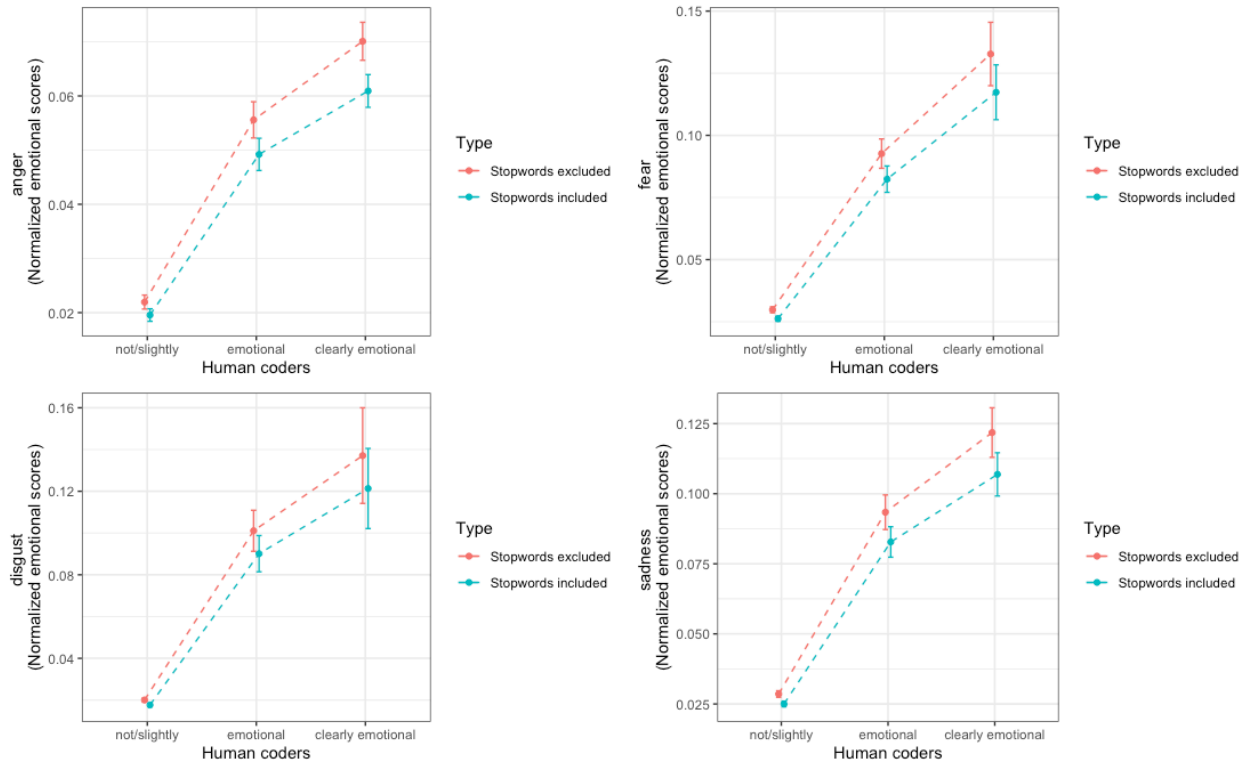 anger
(Normalized emotional scores)
0.06
0.04
0.02
not/slightly emotional clearly emotional
Human coders
Type
Stopwords excluded
Stopwords included
fear
(Normalized emotional scores)
0.15
0.10
0.05
not/slightly emotional clearly emotional
Human coders
Type
Stopwords excluded
Stopwords included
disgust
(Normalized emotional scores)
0.16
0.12
0.08
0.04
not/slightly emotional clearly emotional
Human coders
Type
Stopwords excluded
Stopwords included
sadness
(Normalized emotional scores)
0.125
0.100
0.075
0.050
0.025
not/slightly emotional clearly emotional
Human coders
Type
Stopwords excluded
Stopwords included